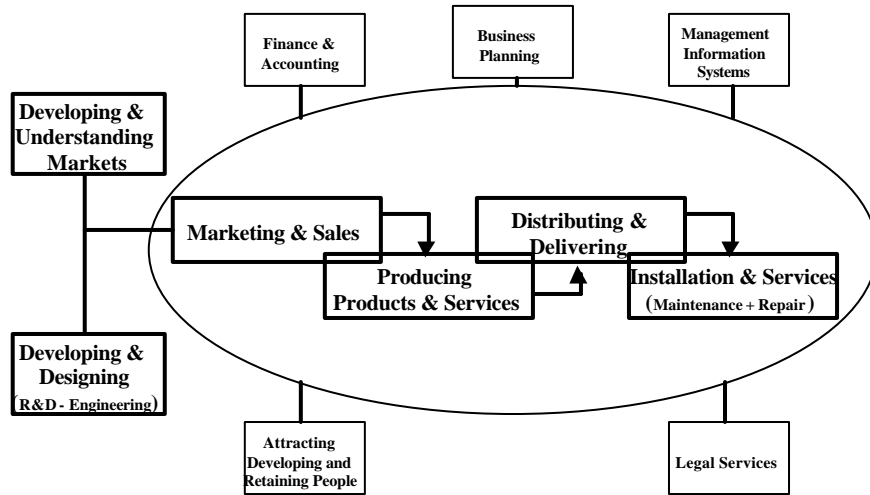 Finance &
Accounting
Business
Planning
Management
Information
Systems
Developing &
Understanding
Markets
Marketing & Sales
Distributing &
Delivering
Producing
Products & Services
Installation & Services
(Maintenance + Repair)
Developing &
Designing
(R&D - Engineering)
Attracting
Developing and
Retaining People
Legal Services